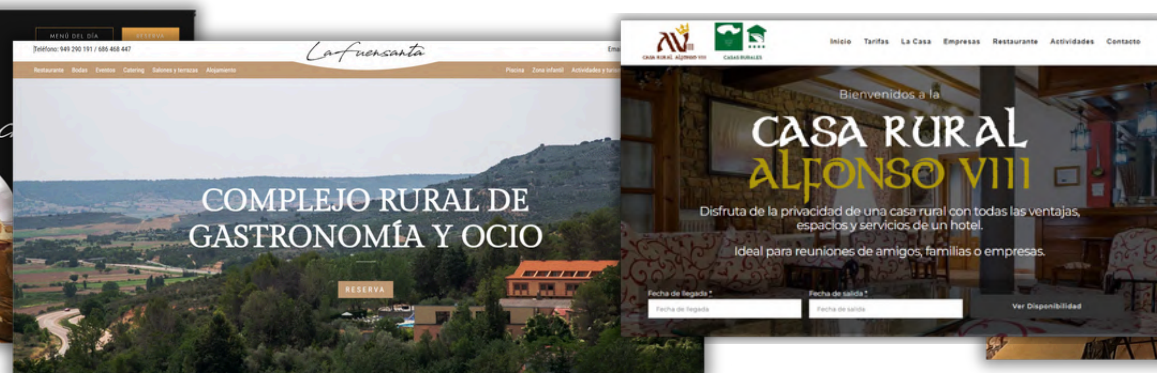 MENÚ DEL DÍA
RESERVA
Teléfono: 949 290 191 / 686 468 447
La Fuensanta
Restaurante Bodas Eventos Catering Salones y terrazas Alojamiento
Piscina Zona infantil Actividades y
COMPLEJO RURAL DE
GASTRONOMÍA Y OCIO
RESERVA
AVIII
CASA RURAL ALFONSO VIII
CASAS RURALES
Inicio Tarifas La Casa Empresas Restaurante Actividades Contacto
Bienvenidos a la
CASA RURAL
ALFONSO VIII
Disfruta de la privacidad de una casa rural con todas las ventajas,
espacios y servicios de un hotel.
Ideal para reuniones de amigos, familias o empresas.
Fecha de llegada *
Fecha de salida *
Fecha de llegada
Fecha de salida
Ver Disponibilidad